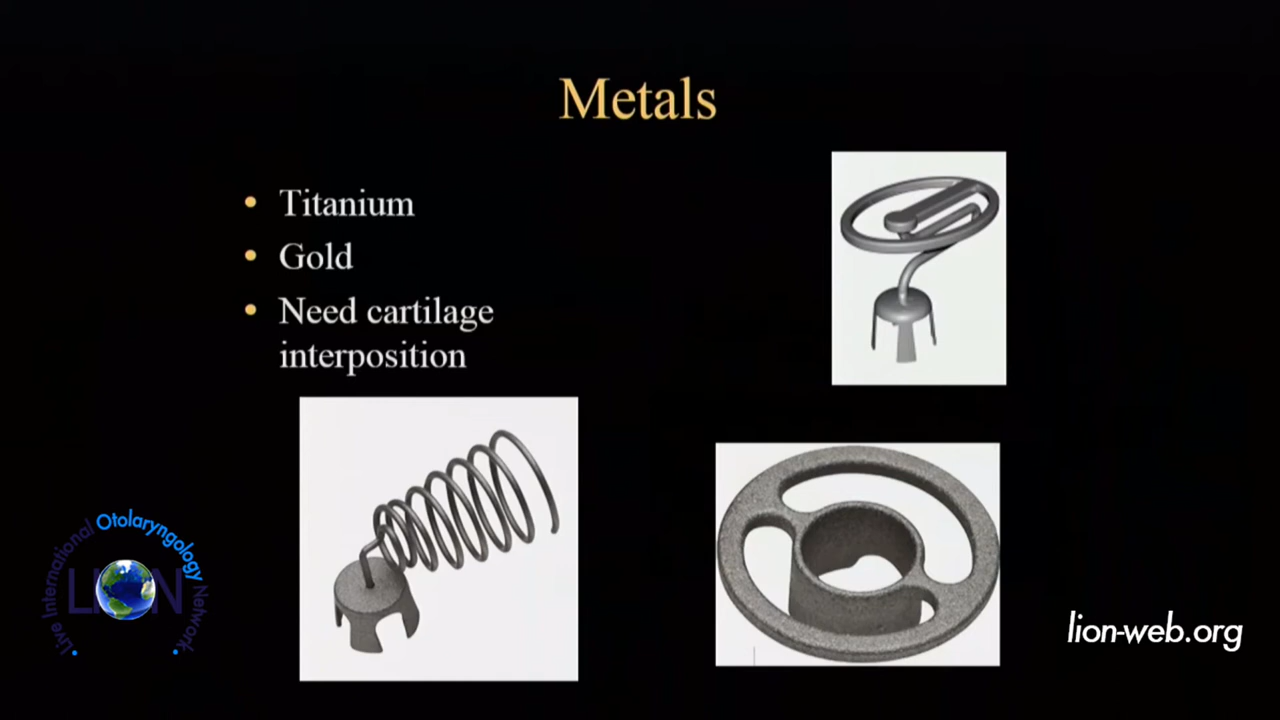 Metals
• Titanium
• Gold
• Need cartilage
interposition
Live International Otolaryngology Network
LION
lion-web.org